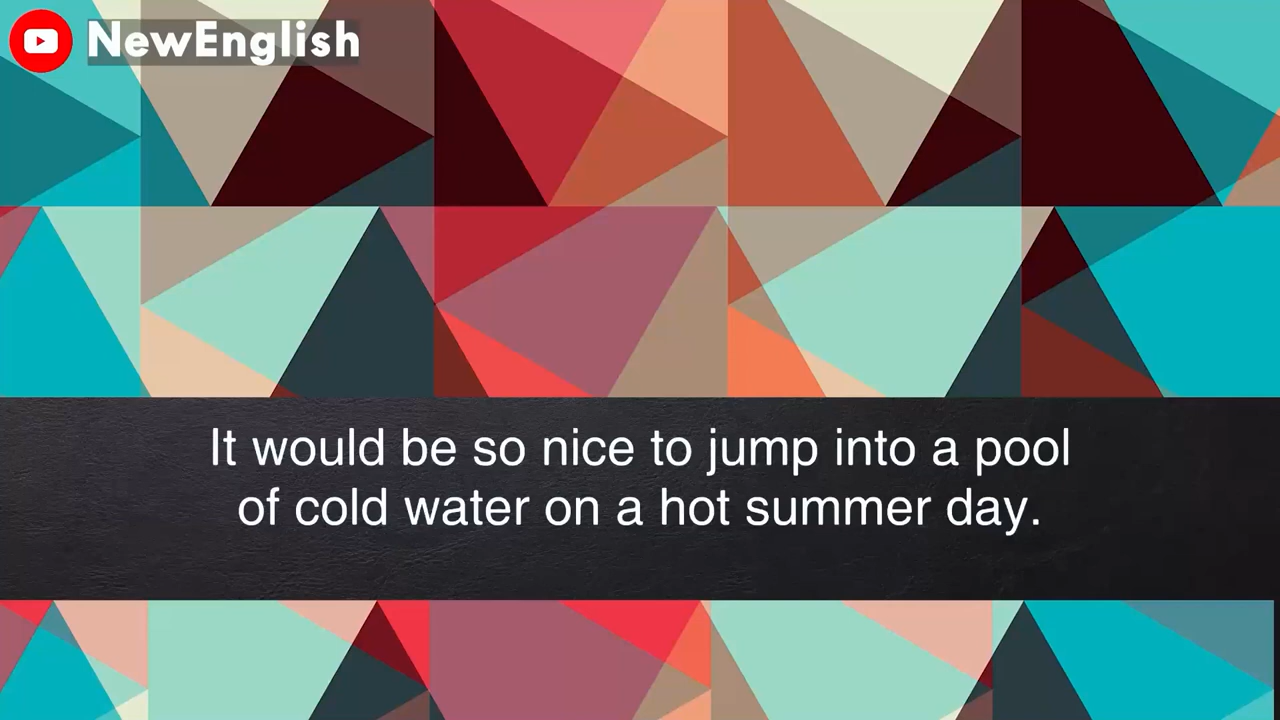 NewEnglish
It would be so nice to jump into a pool
of cold water on a hot summer day.